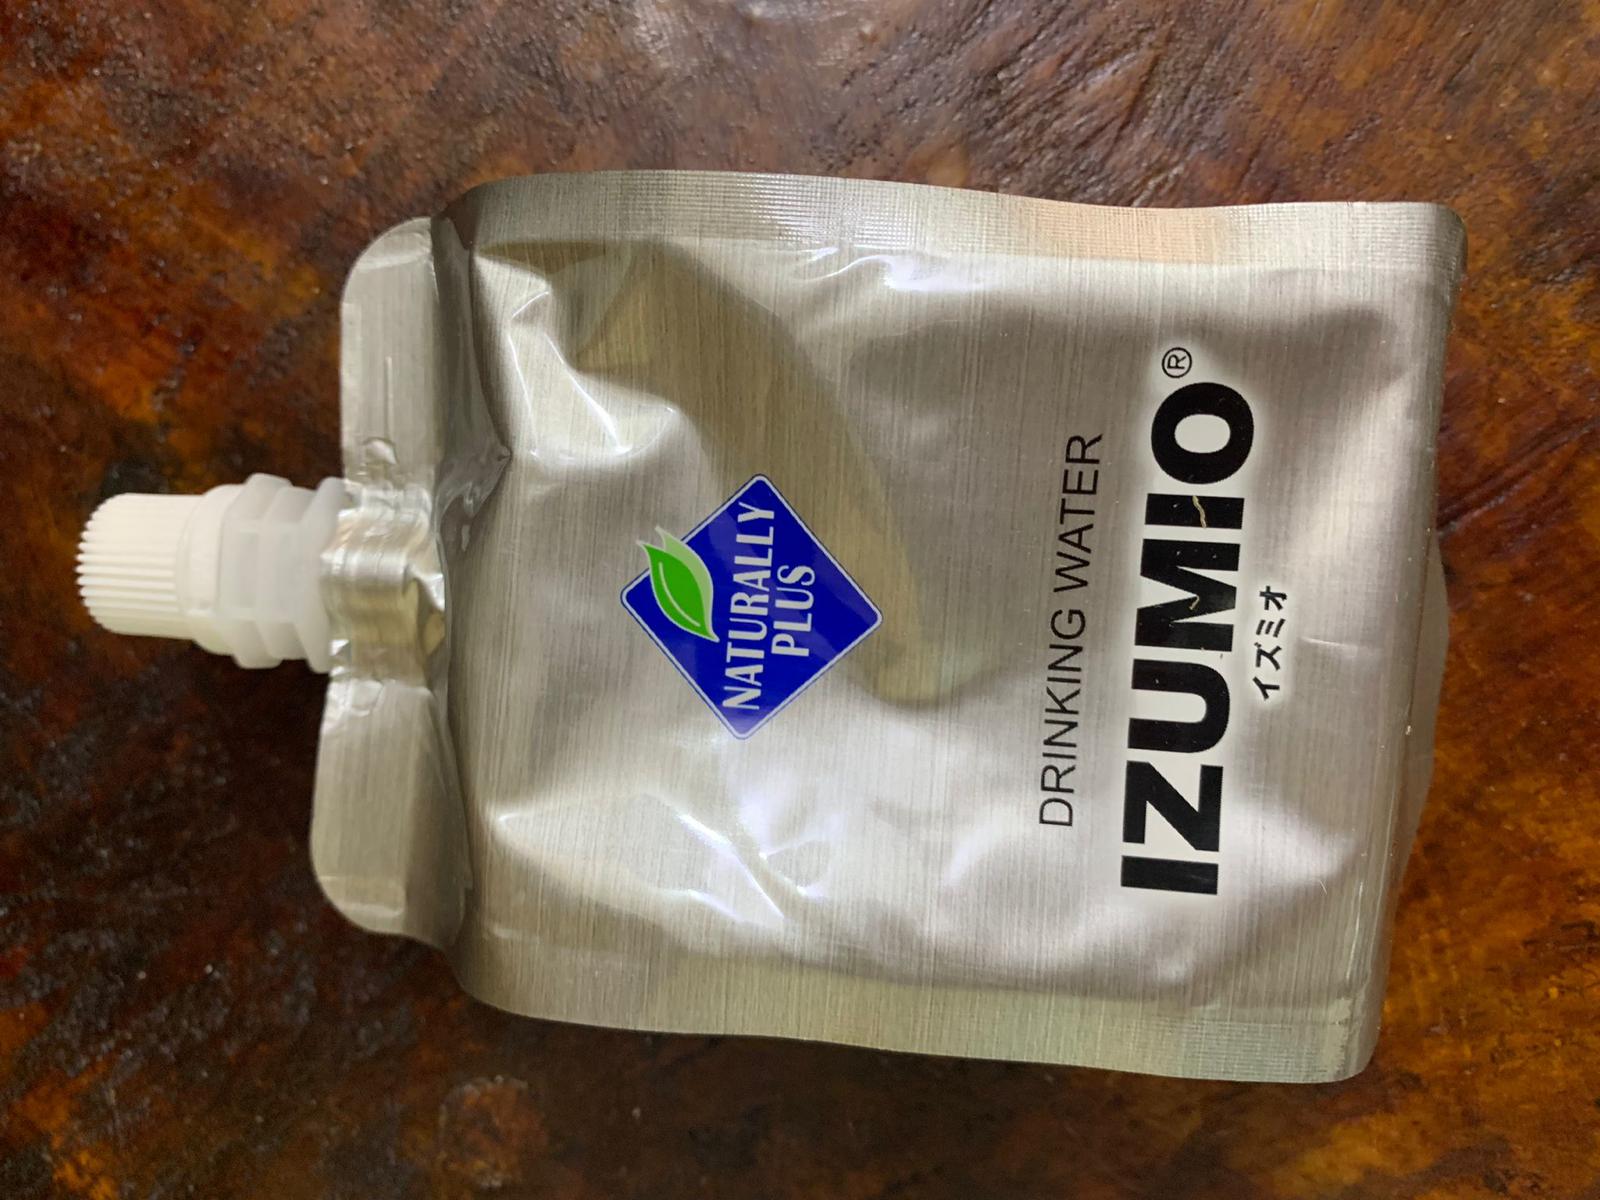 NATURALLY
PLUS
DRINKING WATER
IZUMIO®
イズミオ